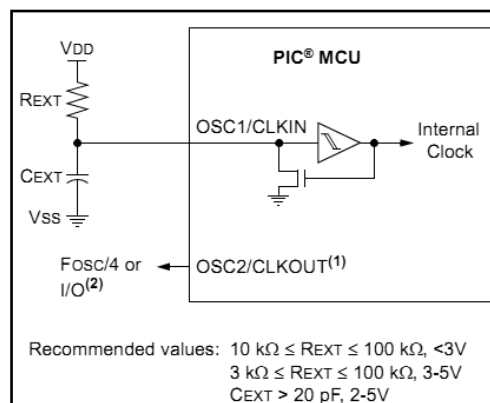 VDD
PIC® MCU
REXT
OSC1/CLKIN
Internal
Clock
CEXT
VSS
FOSC/4 or
I/O(2)
OSC2/CLKOUT(1)
Recommended values: 10 kΩ ≤ REXT ≤ 100 kΩ, <3V
3 kΩ ≤ REXT ≤ 100 kΩ, 3-5V
CEXT > 20 pF, 2-5V